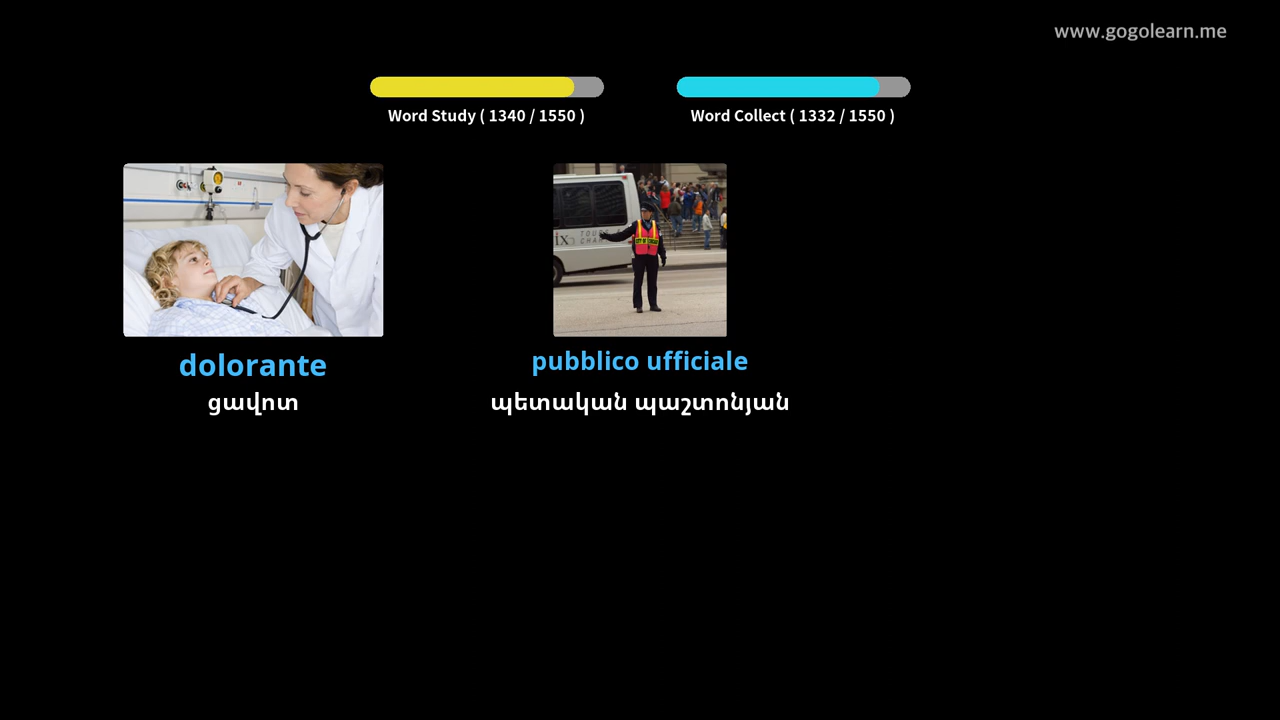 www.gogolearn.me
Word Study ( 1340 / 1550 )
Word Collect ( 1332 / 1550 )
dolorante
pubblico ufficiale
ցավոտ
պետական պաշտոնյան